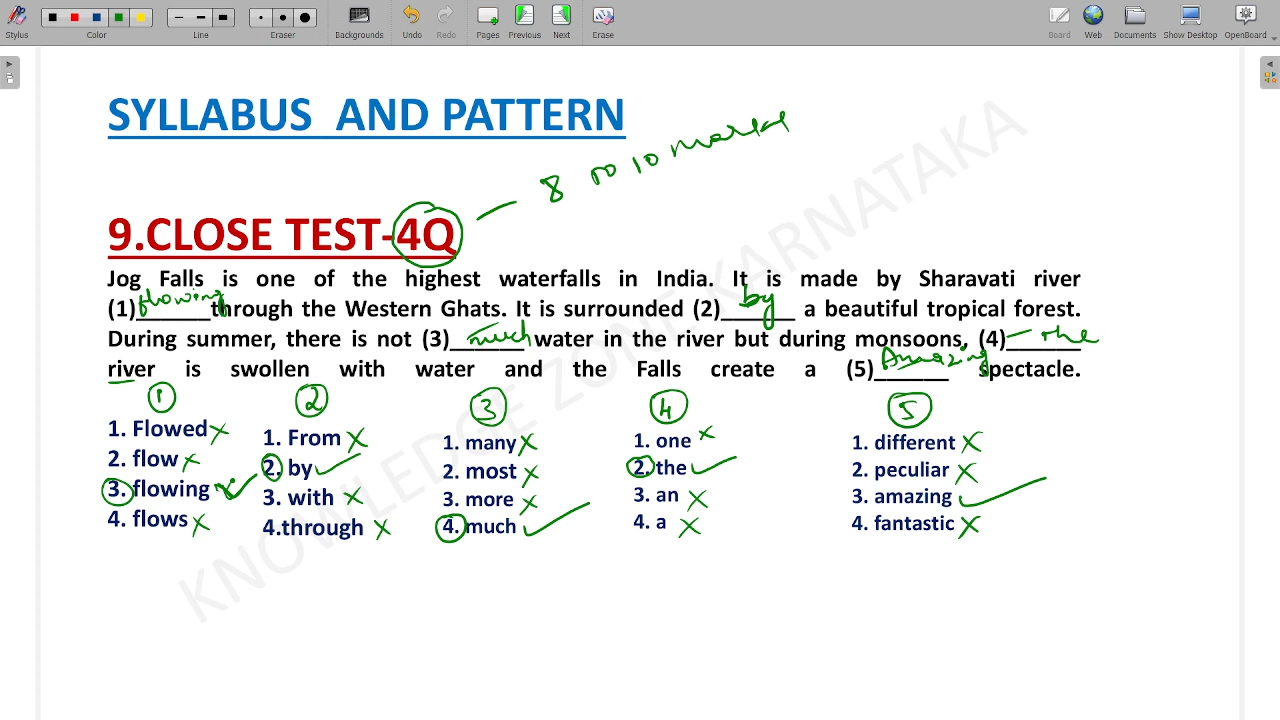 Stylus Color Line Eraser Backgrounds Undo Redo Pages Previous Next Erase Board Web Documents Show Desktop OpenBoard
SYLLABUS AND PATTERN
8 to 10 marks
9.CLOSE TEST-4Q
Jog Falls is one of the highest waterfalls in India. It is made by Sharavati river
(1)______through the Western Ghats. It is surrounded (2)______ a beautiful tropical forest.
flowing by
During summer, there is not (3)______ water in the river but during monsoons, (4)______
much the
river is swollen with water and the Falls create a (5)______ spectacle.
Amazing
1 2 3 4 5
1. Flowed
2. flow
3. flowing
4. flows
1. From
2. by
3. with
4.through
1. many
2. most
3. more
4. much
1. one
2. the
3. an
4. a
1. different
2. peculiar
3. amazing
4. fantastic
KNOWLEDGE ZONE KARNATAKA